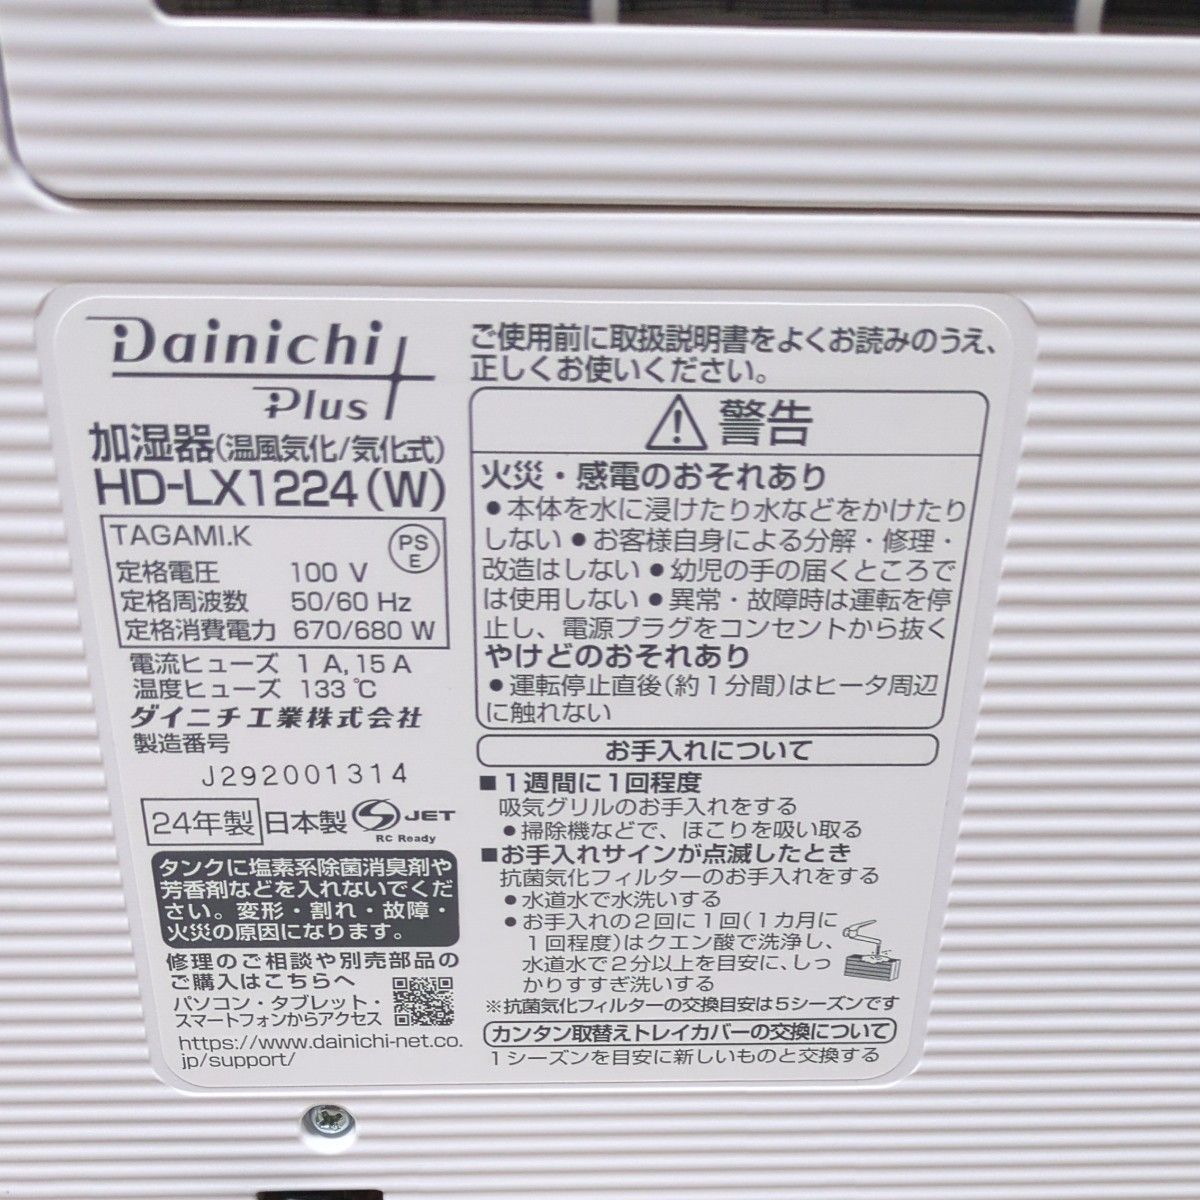 Dainichi
Plus
加湿器(温風気化/気化式)
HD-LX1224(W)
TAGAMI.K
PS
E
定格電圧 100 V
定格周波数 50/60 Hz
定格消費電力 670/680 W
電流ヒューズ 1 A, 15 A
温度ヒューズ 133 ℃
ダイニチ工業株式会社
製造番号
J292001314
24年製 日本製 S JET
RC Ready
タンクに塩素系除菌消臭剤や
芳香剤などを入れないでくだ
さい。変形・割れ・故障・
火災の原因になります。
修理のご相談や別売部品の
ご購入はこちらへ
パソコン・タブレット・
スマートフォンからアクセス
https://www.dainichi-net.co.
jp/support/
ご使用前に取扱説明書をよくお読みのうえ、
正しくお使いください。
警告
火災・感電のおそれあり
●本体を水に浸けたり水などをかけたり
しない ●お客様自身による分解・修理・
改造はしない ●幼児の手の届くところで
は使用しない ●異常・故障時は運転を停
止し、電源プラグをコンセントから抜く
やけどのおそれあり
●運転停止直後(約1分間)はヒータ周辺
に触れない
お手入れについて
■1週間に1回程度
吸気グリルのお手入れをする
●掃除機などで、ほこりを吸い取る
■お手入れサインが点滅したとき
抗菌気化フィルターのお手入れをする
●水道水で水洗いする
●お手入れの2回に1回(1カ月に
1回程度)はクエン酸で洗浄し、
水道水で2分以上を目安に、しっ
かりすすぎ洗いする
※抗菌気化フィルターの交換目安は5シーズンです
カンタン取替えトレイカバーの交換について
1シーズンを目安に新しいものと交換する